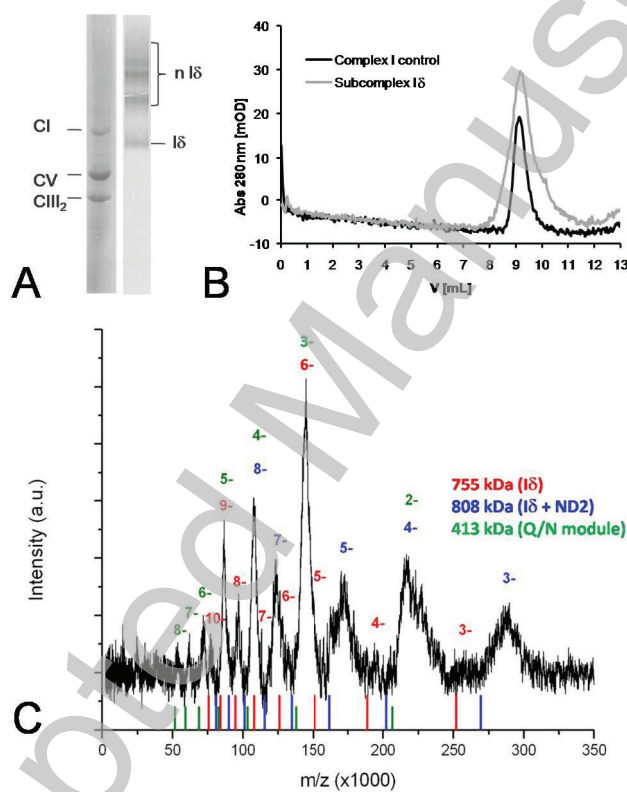 CI
CV
CIII2
n Iδ
Iδ
A
Abs 280nm [mOD]
40
30
20
10
0
-10
Complex I control
Subcomplex Iδ
0 1 2 3 4 5 6 7 8 9 10 11 12 13
V [mL]
B
Intensity (a.u.)
3-
6-
4-
8-
5-
9-
7-
6-
8-
10-
7-
8-
7-
6-
5-
5-
4-
2-
4-
3-
3-
755 kDa (Iδ)
808 kDa (Iδ + ND2)
413 kDa (Q/N module)
0 50 100 150 200 250 300 350
m/z (x1000)
C
pted Manus